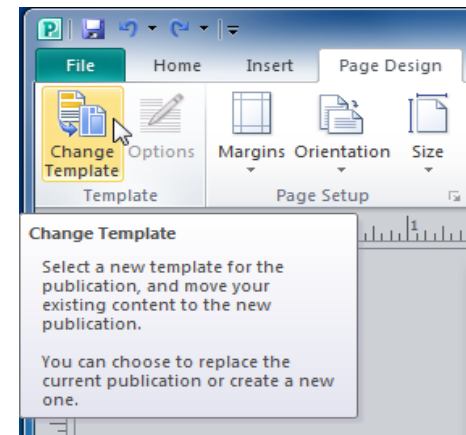 P
File Home Insert Page Design
Change Template Options Margins Orientation Size
Template Page Setup
1
Change Template
Select a new template for the
publication, and move your
existing content to the new
publication.
You can choose to replace the
current publication or create a new
one.